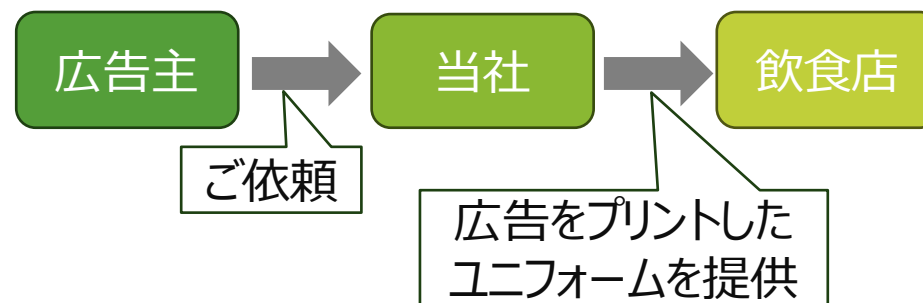 広告主
当社
飲食店
ご依頼
広告をプリントした
ユニフォームを提供